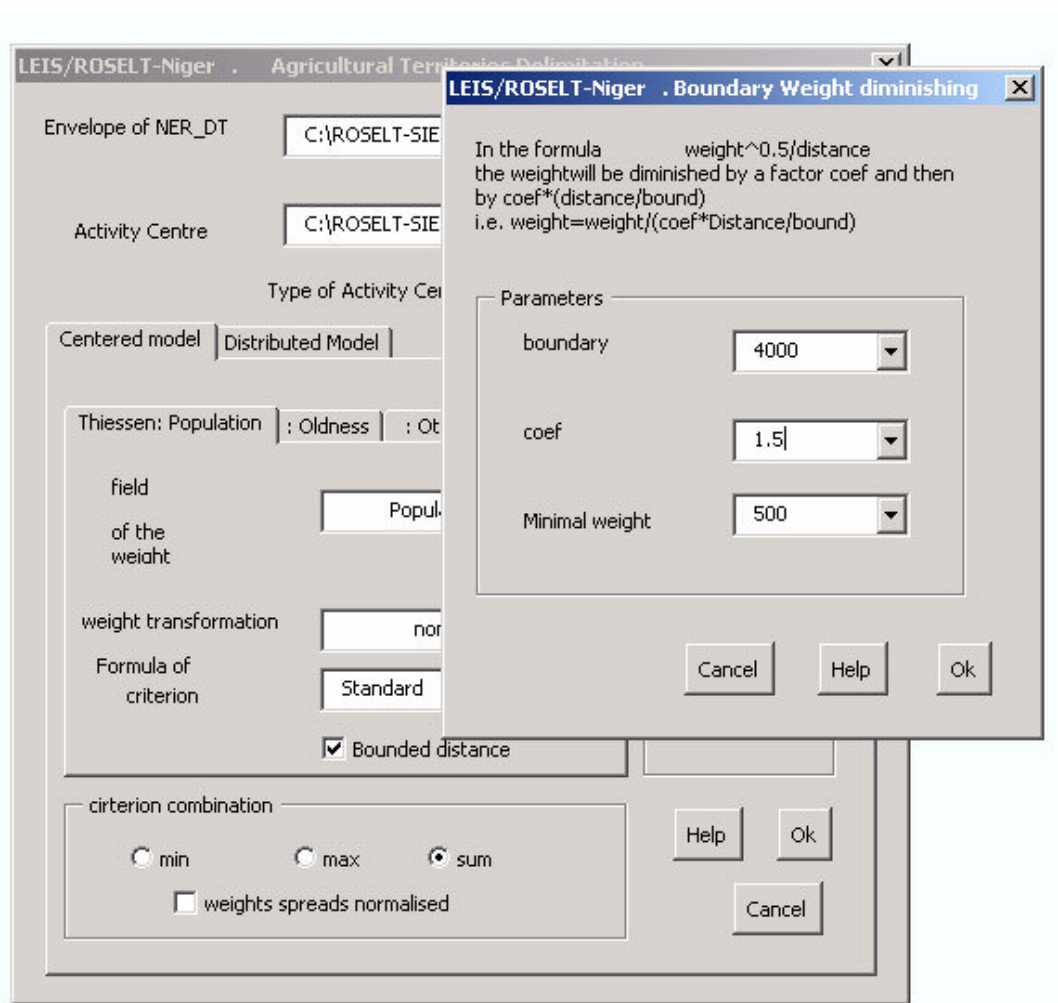 LEIS/ROSELT-Niger . Agricultural Territories Delimitation
Envelope of NER_DT
C:\ROSELT-SIE
Activity Centre
C:\ROSELT-SIE
Type of Activity Cen
Centered model
Distributed Model
Thiessen: Population
: Oldness
: Ot
field
of the
weight
Popul
weight transformation
nor
Formula of
criterion
Standard
Bounded distance
cirterion combination
min
max
sum
weights spreads normalised
Help
Ok
Cancel
LEIS/ROSELT-Niger . Boundary Weight diminishing
In the formula weight^0.5/distance
the weightwill be diminished by a factor coef and then
by coef*(distance/bound)
i.e. weight=weight/(coef*Distance/bound)
Parameters
boundary
4000
coef
1.5
Minimal weight
500
Cancel
Help
Ok